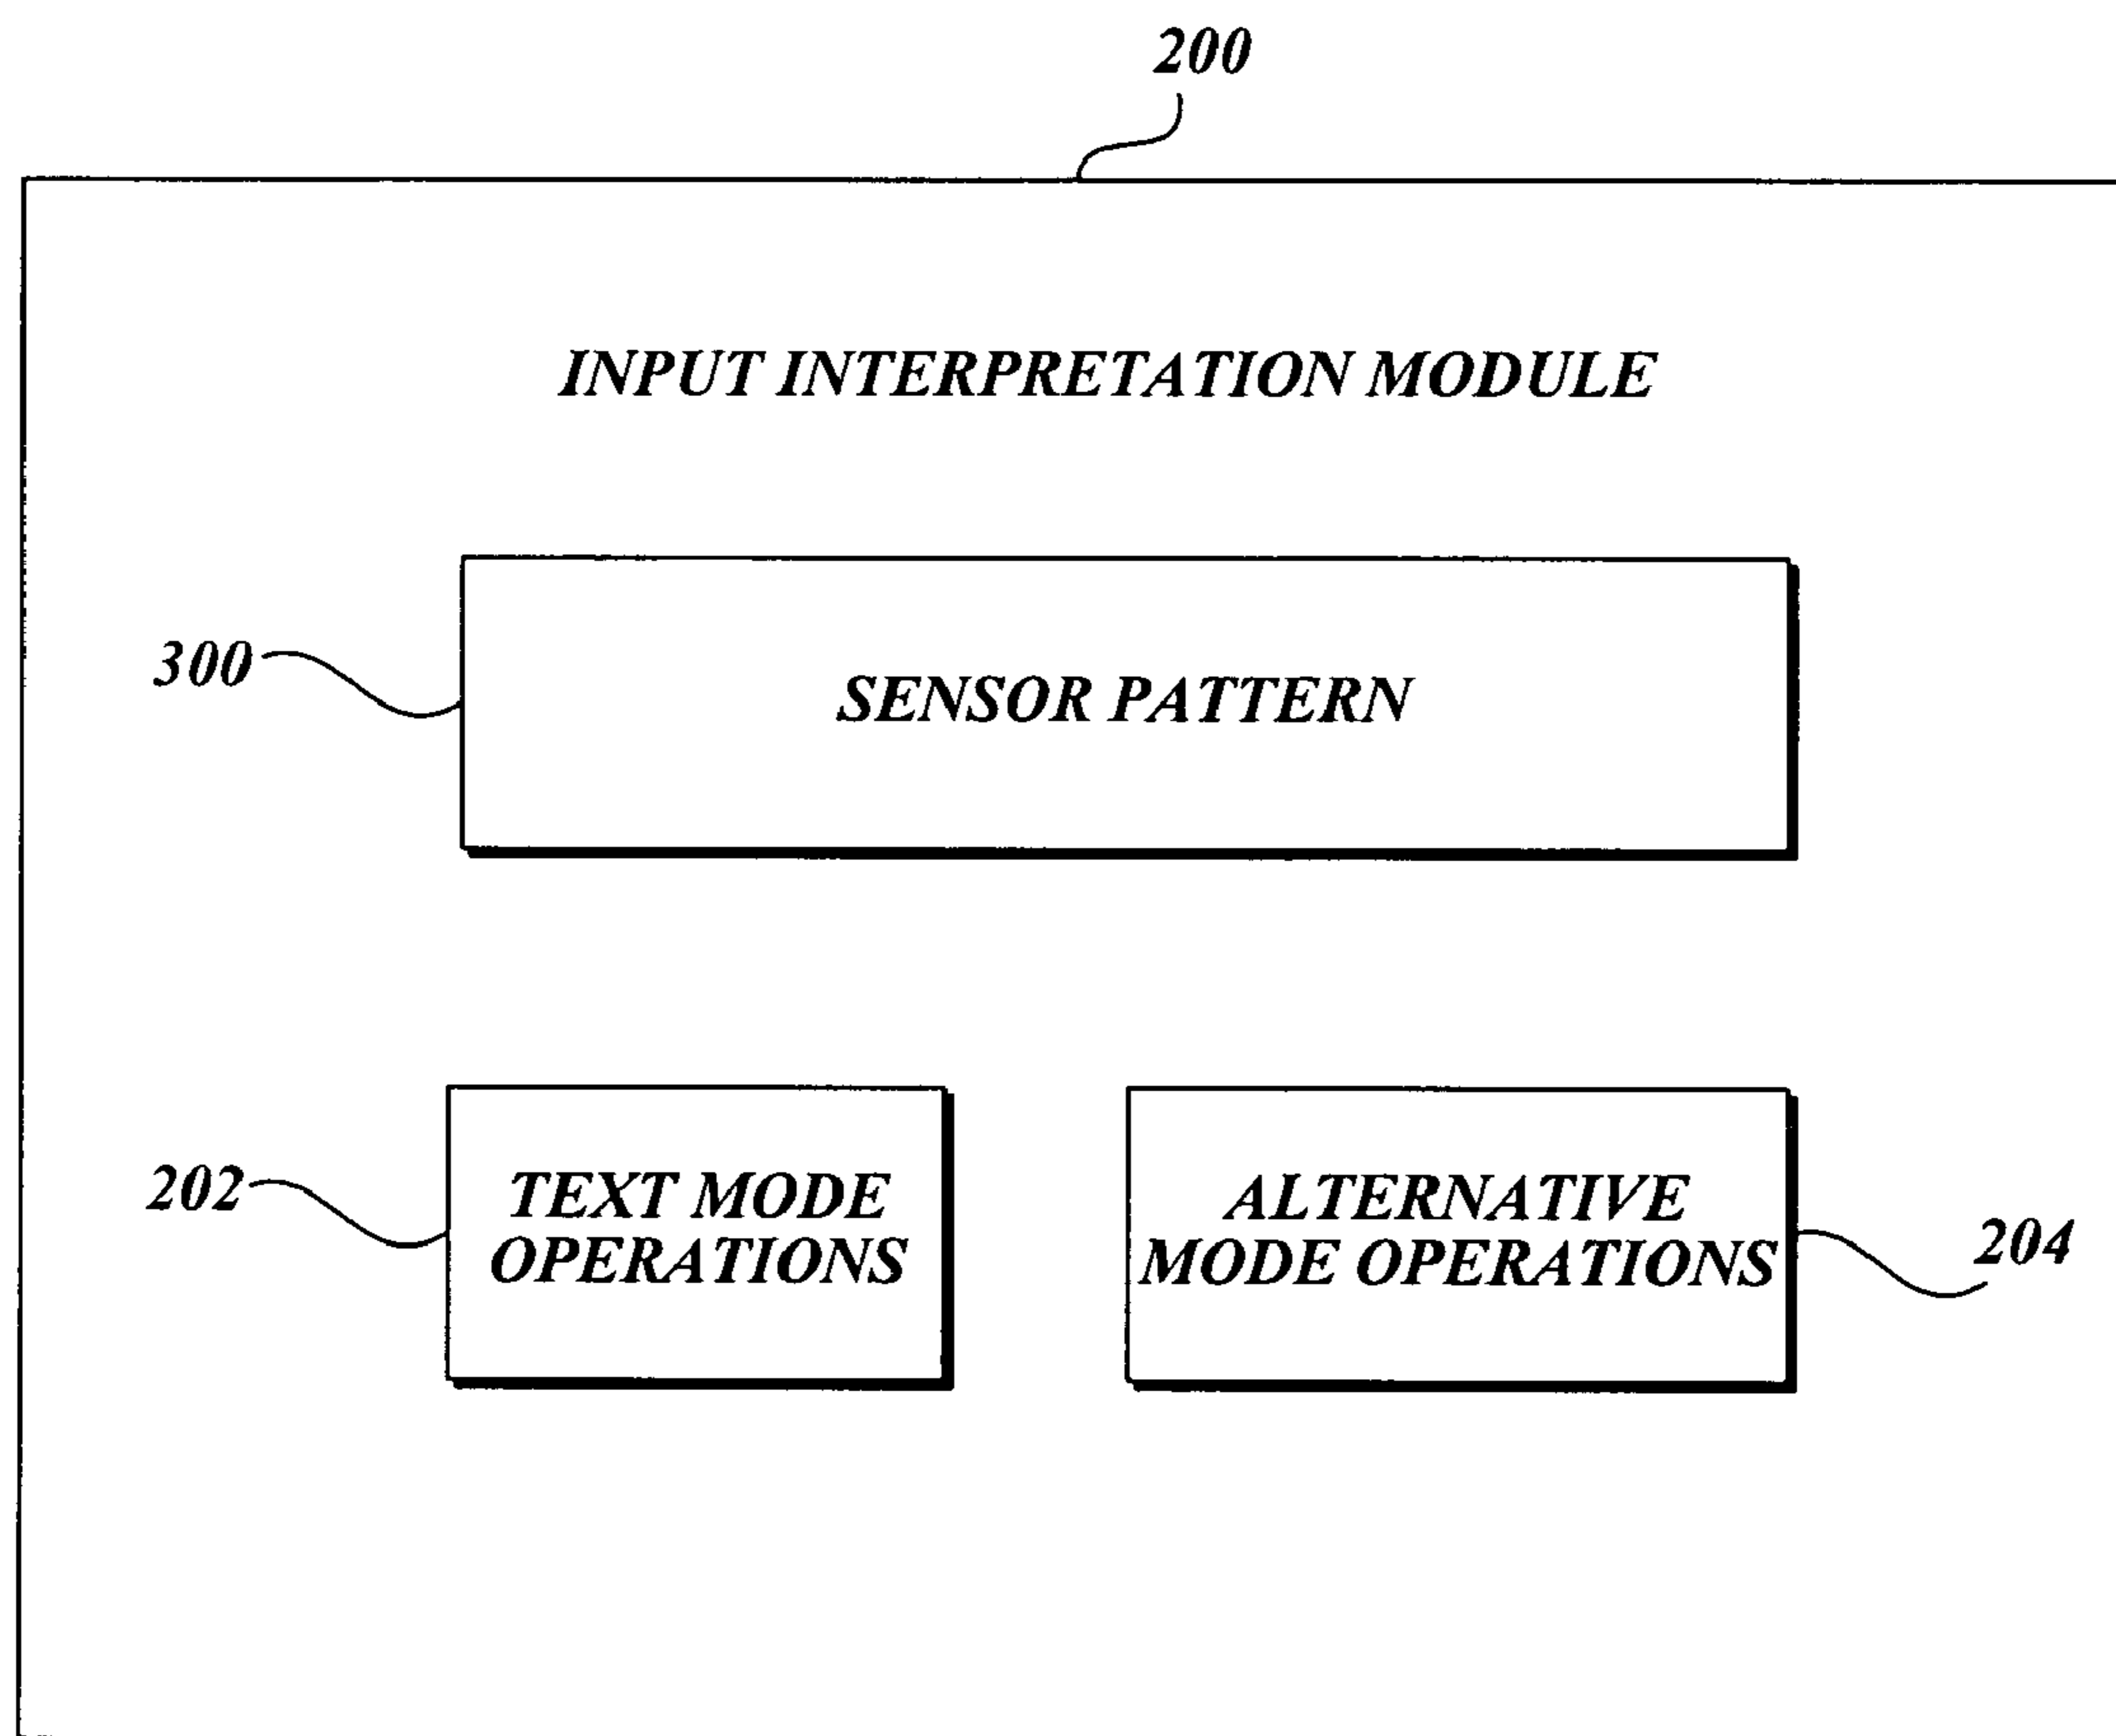 200
INPUT INTERPRETATION MODULE
300
SENSOR PATTERN
202
TEXT MODE
OPERATIONS
ALTERNATIVE
MODE OPERATIONS
204